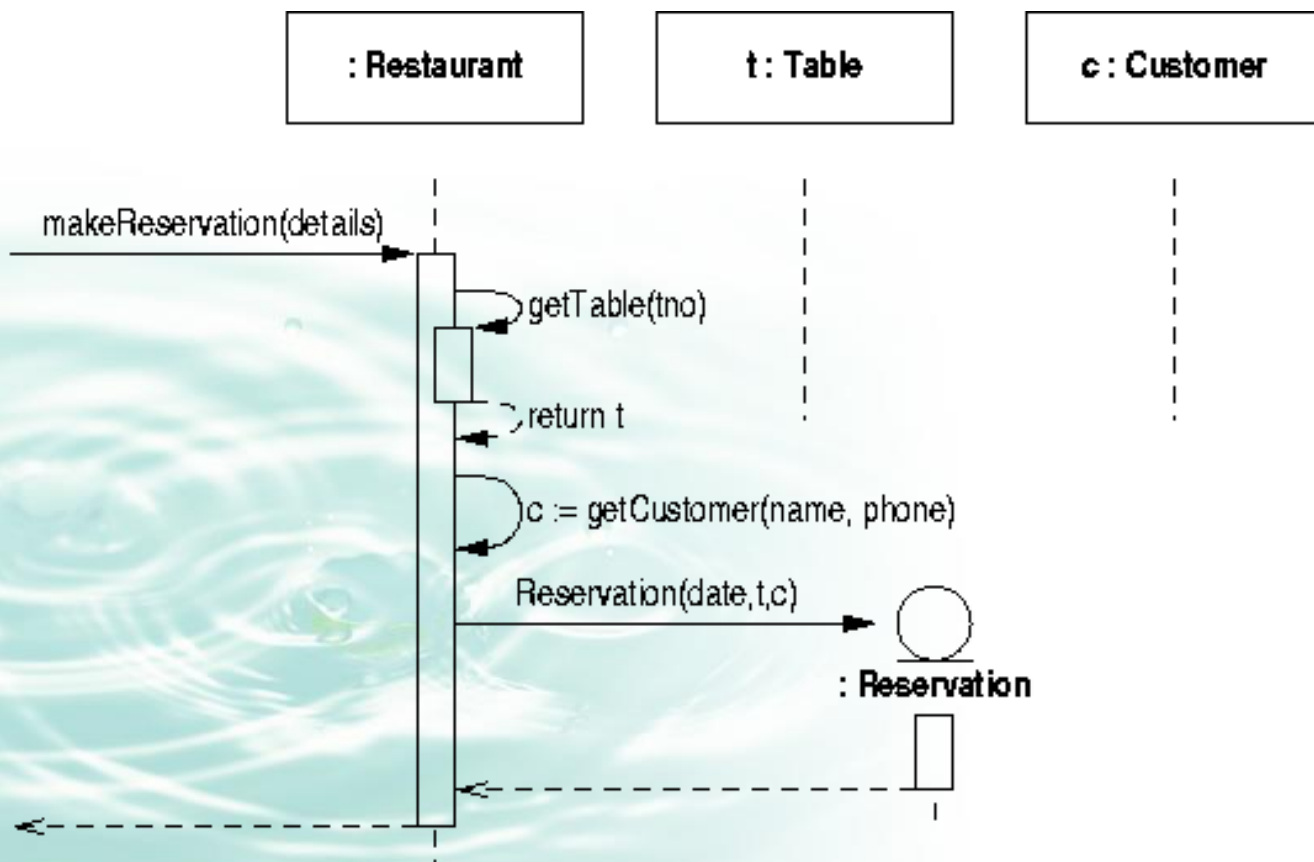 : Restaurant
t : Table
c : Customer
makeReservation(details)
getTable(tno)
return t
c := getCustomer(name, phone)
Reservation(date,t,c)
: Reservation